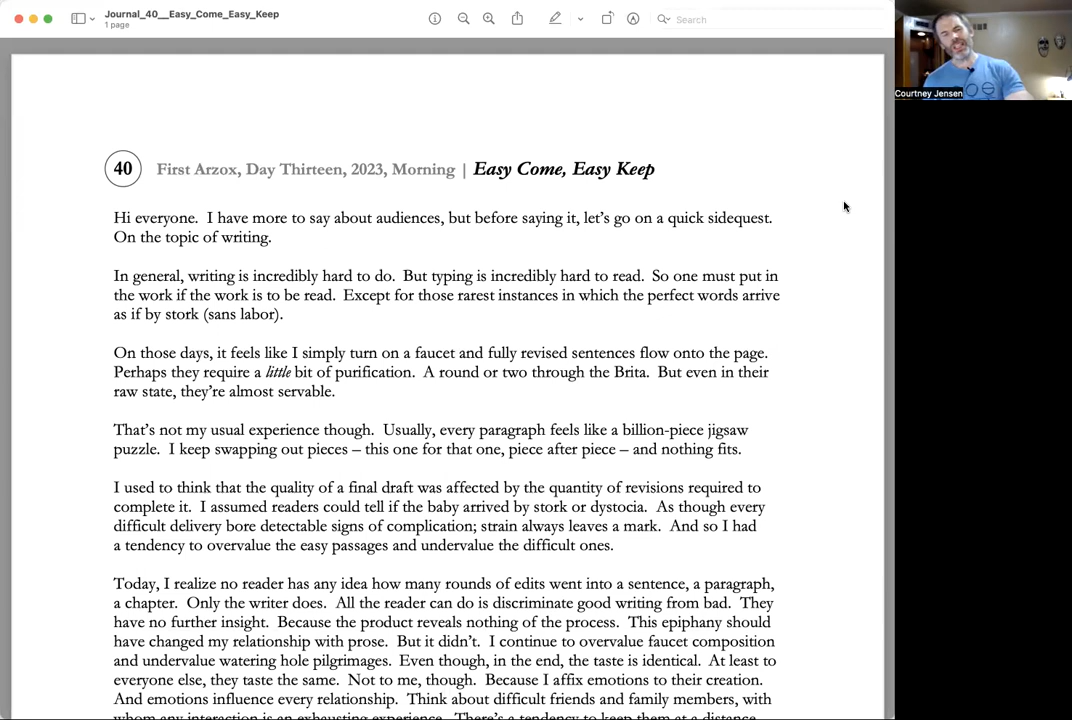 Journal_40__Easy_Come_Easy_Keep
1 page
Search
Courtney Jensen
40 First Arzox, Day Thirteen, 2023, Morning | Easy Come, Easy Keep
Hi everyone. I have more to say about audiences, but before saying it, let's go on a quick sidequest.
On the topic of writing.
In general, writing is incredibly hard to do. But typing is incredibly hard to read. So one must put in
the work if the work is to be read. Except for those rarest instances in which the perfect words arrive
as if by stork (sans labor).
On those days, it feels like I simply turn on a faucet and fully revised sentences flow onto the page.
Perhaps they require a little bit of purification. A round or two through the Brita. But even in their
raw state, they're almost servable.
That's not my usual experience though. Usually, every paragraph feels like a billion-piece jigsaw
puzzle. I keep swapping out pieces – this one for that one, piece after piece – and nothing fits.
I used to think that the quality of a final draft was affected by the quantity of revisions required to
complete it. I assumed readers could tell if the baby arrived by stork or dystocia. As though every
difficult delivery bore detectable signs of complication; strain always leaves a mark. And so I had
a tendency to overvalue the easy passages and undervalue the difficult ones.
Today, I realize no reader has any idea how many rounds of edits went into a sentence, a paragraph,
a chapter. Only the writer does. All the reader can do is discriminate good writing from bad. They
have no further insight. Because the product reveals nothing of the process. This epiphany should
have changed my relationship with prose. But it didn't. I continue to overvalue faucet composition
and undervalue watering hole pilgrimages. Even though, in the end, the taste is identical. At least to
everyone else, they taste the same. Not to me, though. Because I affix emotions to their creation.
And emotions influence every relationship. Think about difficult friends and family members, with
whom any interaction is an exhausting experience. There's a tendency to keep them at a distance